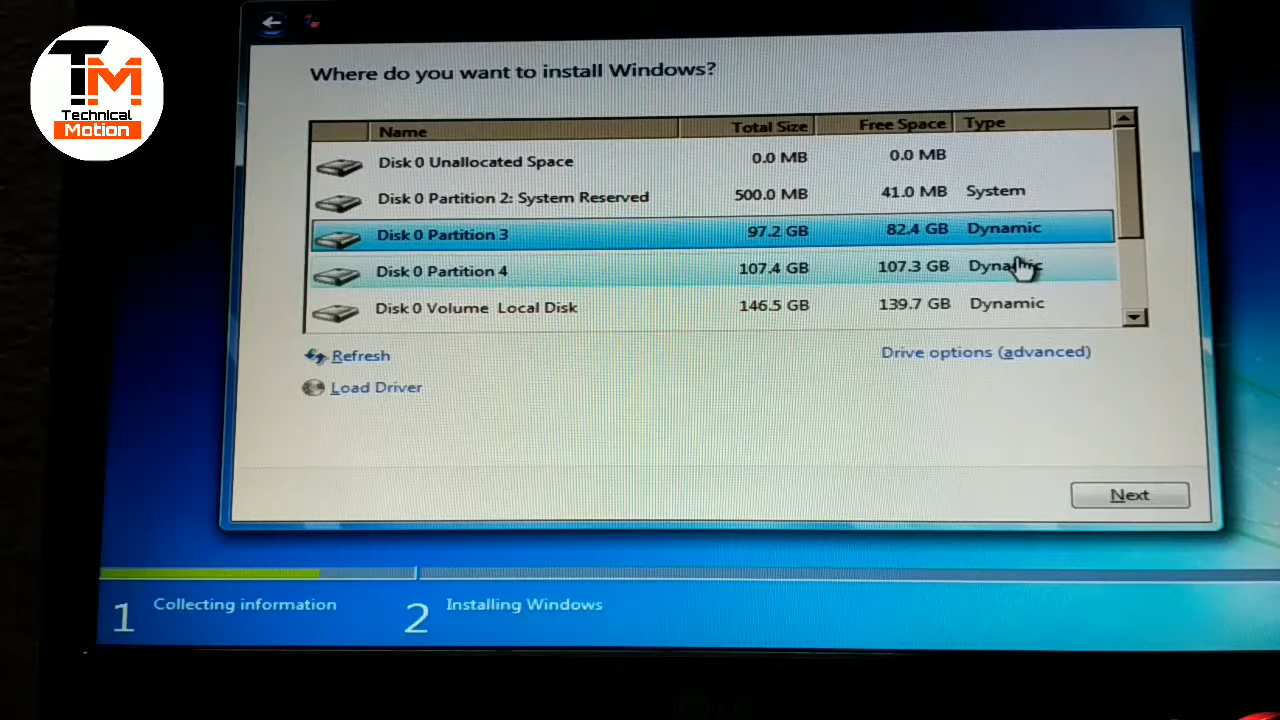 TM
Technical
Motion
Where do you want to install Windows?
Name Total Size Free Space Type
Disk 0 Unallocated Space 0.0 MB 0.0 MB
Disk 0 Partition 2: System Reserved 500.0 MB 41.0 MB System
Disk 0 Partition 3 97.2 GB 82.4 GB Dynamic
Disk 0 Partition 4 107.4 GB 107.3 GB Dynamic
Disk 0 Volume Local Disk 146.5 GB 139.7 GB Dynamic
Refresh Drive options (advanced)
Load Driver
Next
1 Collecting information 2 Installing Windows